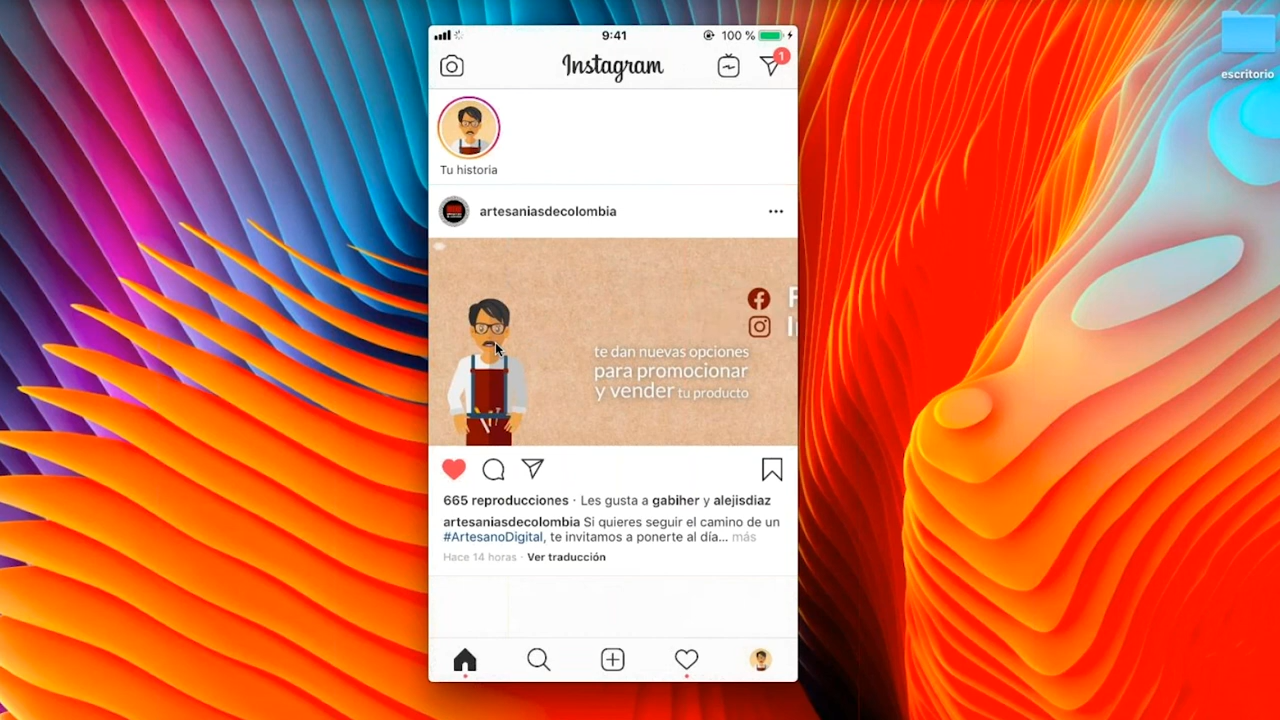 9:41
100 %
Instagram
1
escritorio
Tu historia
artesaniasdecolombia
te dan nuevas opciones
para promocionar
y vender tu producto
665 reproducciones · Les gusta a gabiher y alejisdiaz
artesaniasdecolombia Si quieres seguir el camino de un
#ArtesanoDigital, te invitamos a ponerte al día... más
Hace 14 horas · Ver traducción